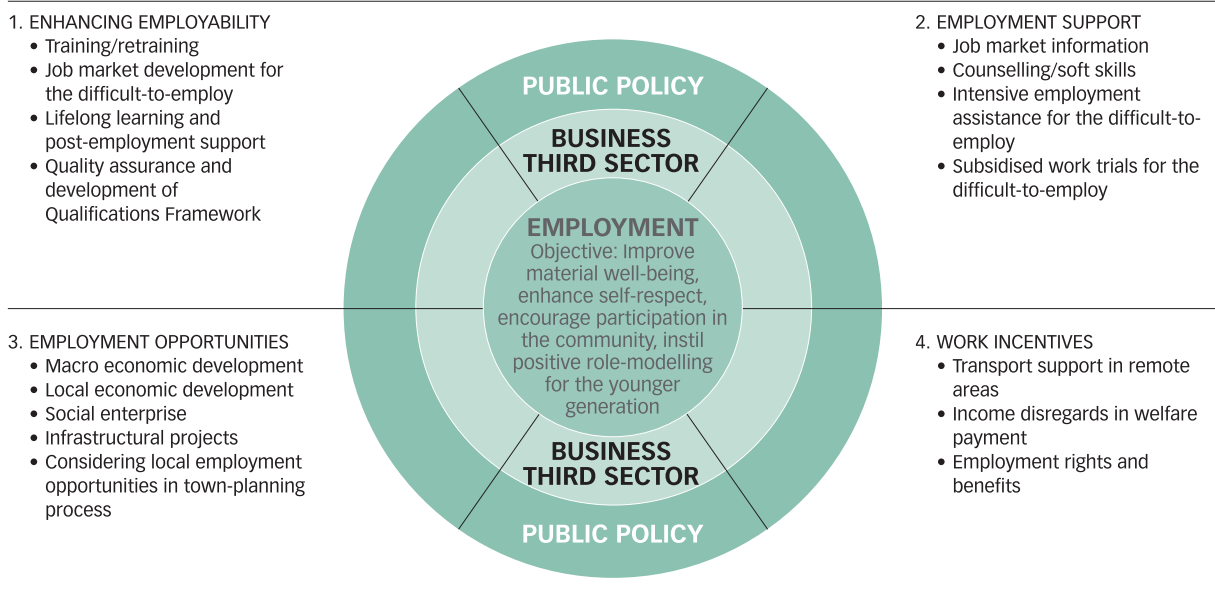 1. ENHANCING EMPLOYABILITY
• Training/retraining
• Job market development for
the difficult-to-employ
• Lifelong learning and
post-employment support
• Quality assurance and
development of
Qualifications Framework
2. EMPLOYMENT SUPPORT
• Job market information
• Counselling/soft skills
• Intensive employment
assistance for the difficult-to-
employ
• Subsidised work trials for the
difficult-to-employ
PUBLIC POLICY
BUSINESS
THIRD SECTOR
EMPLOYMENT
Objective: Improve
material well-being,
enhance self-respect,
encourage participation in
the community, instil
positive role-modelling
for the younger
generation
BUSINESS
THIRD SECTOR
PUBLIC POLICY
3. EMPLOYMENT OPPORTUNITIES
• Macro economic development
• Local economic development
• Social enterprise
• Infrastructural projects
• Considering local employment
opportunities in town-planning
process
4. WORK INCENTIVES
• Transport support in remote
areas
• Income disregards in welfare
payment
• Employment rights and
benefits